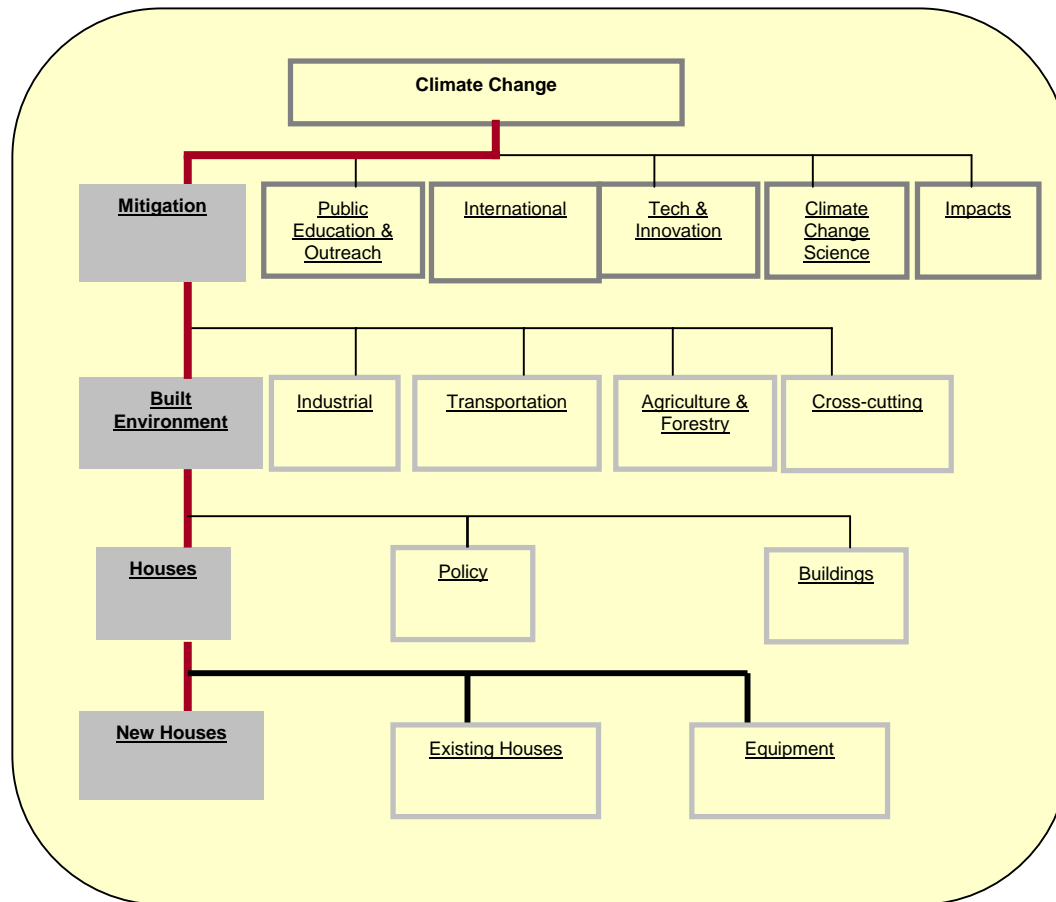 Climate Change
Mitigation
Public
Education &
Outreach
International
Tech &
Innovation
Climate
Change
Science
Impacts
Built
Environment
Industrial
Transportation
Agriculture &
Forestry
Cross-cutting
Houses
Policy
Buildings
New Houses
Existing Houses
Equipment